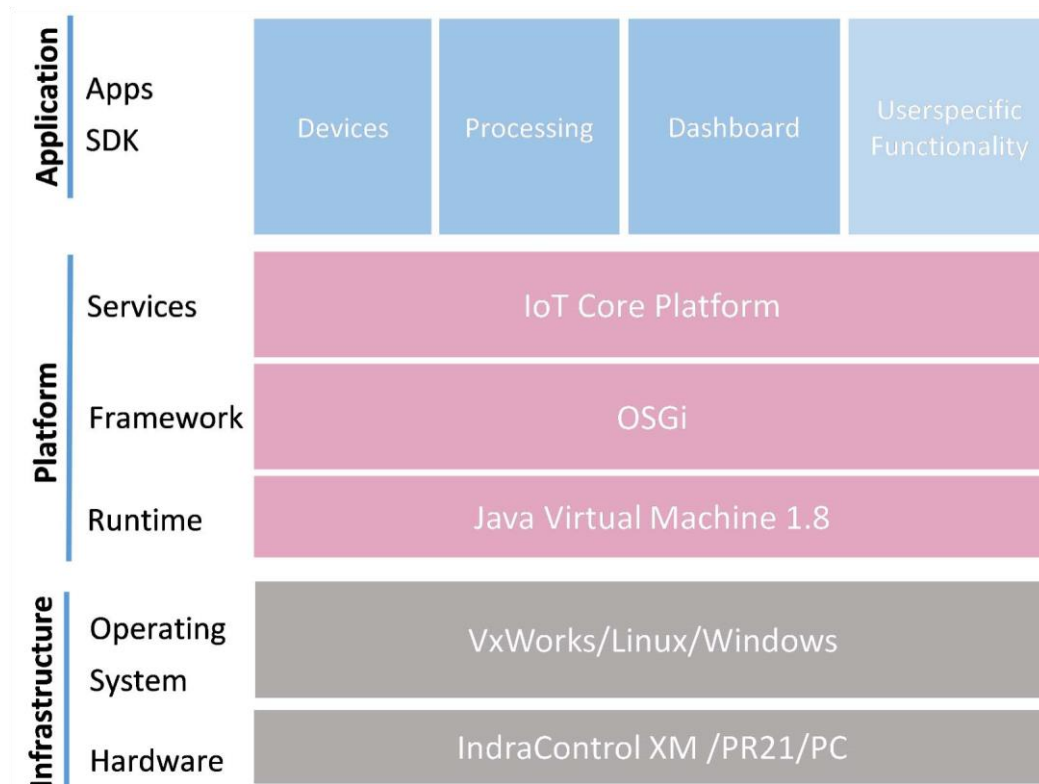 Application
Apps
SDK
Devices
Processing
Dashboard
Userspecific
Functionality
Platform
Services
IoT Core Platform
Framework
OSGi
Runtime
Java Virtual Machine 1.8
Infrastructure
Operating
System
VxWorks/Linux/Windows
Hardware
IndraControl XM /PR21/PC